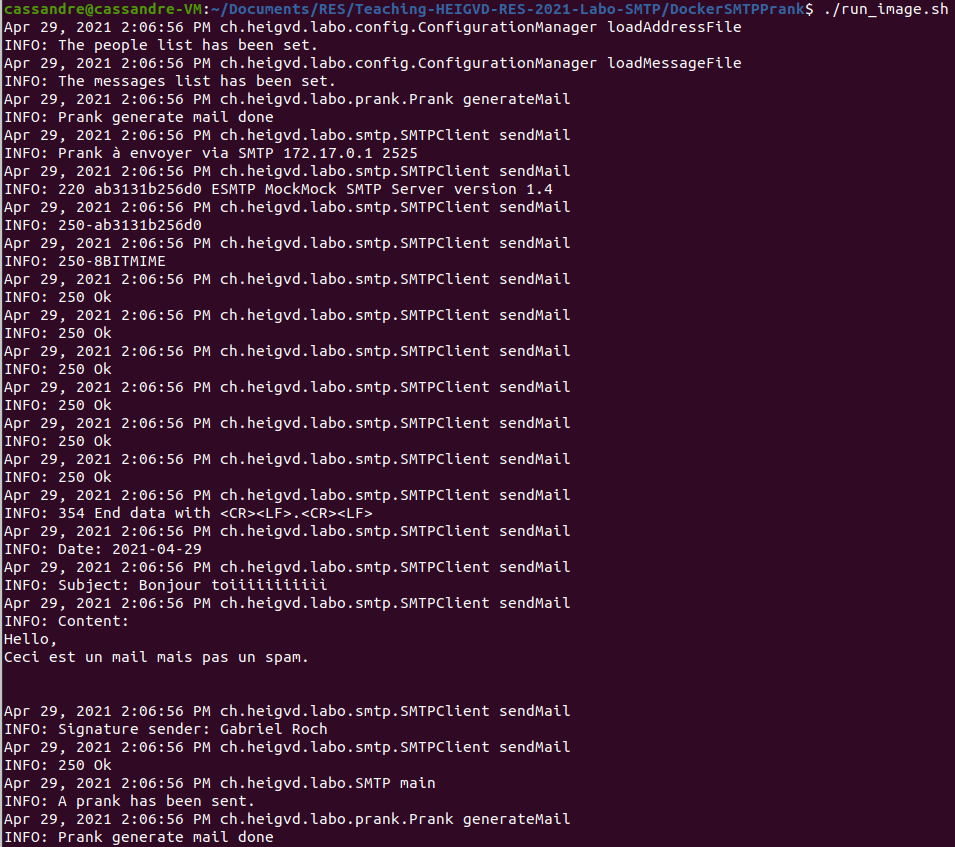 cassandre@cassandre-VM:~/Documents/RES/Teaching-HEIGVD-RES-2021-Labo-SMTP/DockerSMTPPrank$ ./run_image.sh
Apr 29, 2021 2:06:56 PM ch.heigvd.labo.config.ConfigurationManager loadAddressFile
INFO: The people list has been set.
Apr 29, 2021 2:06:56 PM ch.heigvd.labo.config.ConfigurationManager loadMessageFile
INFO: The messages list has been set.
Apr 29, 2021 2:06:56 PM ch.heigvd.labo.prank.Prank generateMail
INFO: Prank generate mail done
Apr 29, 2021 2:06:56 PM ch.heigvd.labo.smtp.SMTPClient sendMail
INFO: Prank à envoyer via SMTP 172.17.0.1 2525
Apr 29, 2021 2:06:56 PM ch.heigvd.labo.smtp.SMTPClient sendMail
INFO: 220 ab3131b256d0 ESMTP MockMock SMTP Server version 1.4
Apr 29, 2021 2:06:56 PM ch.heigvd.labo.smtp.SMTPClient sendMail
INFO: 250-ab3131b256d0
Apr 29, 2021 2:06:56 PM ch.heigvd.labo.smtp.SMTPClient sendMail
INFO: 250-8BITMIME
Apr 29, 2021 2:06:56 PM ch.heigvd.labo.smtp.SMTPClient sendMail
INFO: 250 Ok
Apr 29, 2021 2:06:56 PM ch.heigvd.labo.smtp.SMTPClient sendMail
INFO: 250 Ok
Apr 29, 2021 2:06:56 PM ch.heigvd.labo.smtp.SMTPClient sendMail
INFO: 250 Ok
Apr 29, 2021 2:06:56 PM ch.heigvd.labo.smtp.SMTPClient sendMail
INFO: 250 Ok
Apr 29, 2021 2:06:56 PM ch.heigvd.labo.smtp.SMTPClient sendMail
INFO: 250 Ok
Apr 29, 2021 2:06:56 PM ch.heigvd.labo.smtp.SMTPClient sendMail
INFO: 250 Ok
Apr 29, 2021 2:06:56 PM ch.heigvd.labo.smtp.SMTPClient sendMail
INFO: 354 End data with <CR><LF>.<CR><LF>
Apr 29, 2021 2:06:56 PM ch.heigvd.labo.smtp.SMTPClient sendMail
INFO: Date: 2021-04-29
Apr 29, 2021 2:06:56 PM ch.heigvd.labo.smtp.SMTPClient sendMail
INFO: Subject: Bonjour toiiiiiiiiiiì
Apr 29, 2021 2:06:56 PM ch.heigvd.labo.smtp.SMTPClient sendMail
INFO: Content:
Hello,
Ceci est un mail mais pas un spam.
Apr 29, 2021 2:06:56 PM ch.heigvd.labo.smtp.SMTPClient sendMail
INFO: Signature sender: Gabriel Roch
Apr 29, 2021 2:06:56 PM ch.heigvd.labo.smtp.SMTPClient sendMail
INFO: 250 Ok
Apr 29, 2021 2:06:56 PM ch.heigvd.labo.SMTP main
INFO: A prank has been sent.
Apr 29, 2021 2:06:56 PM ch.heigvd.labo.prank.Prank generateMail
INFO: Prank generate mail done